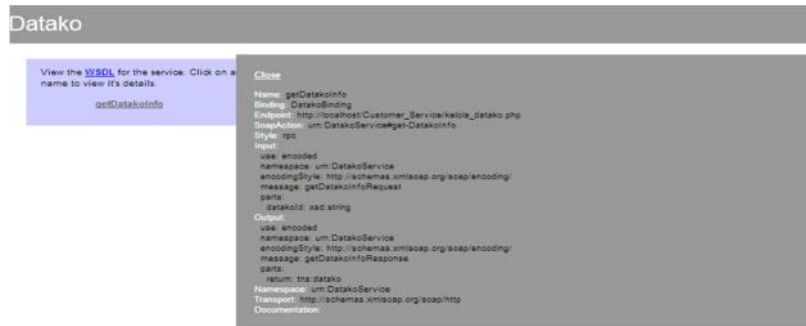 Datako
View the WSDL for the service. Click on a
name to view it's details.
getDatakoInfo
Close
Name: getDatakoInfo
Binding: DatakoBinding
Endpoint: http://localhost/Customer_Service/kelola_datako.php
SoapAction: urn:DatakoService#get-DatakoInfo
Style: rpc
Input:
use: encoded
namespace: urn:DatakoService
encodingStyle: http://schemas.xmlsoap.org/soap/encoding/
message: getDatakoInfoRequest
parts:
datakoId: xsd:string
Output:
use: encoded
namespace: urn:DatakoService
encodingStyle: http://schemas.xmlsoap.org/soap/encoding/
message: getDatakoInfoResponse
parts:
return: tns:datako
Namespace: urn:DatakoService
Transport: http://schemas.xmlsoap.org/soap/http
Documentation: